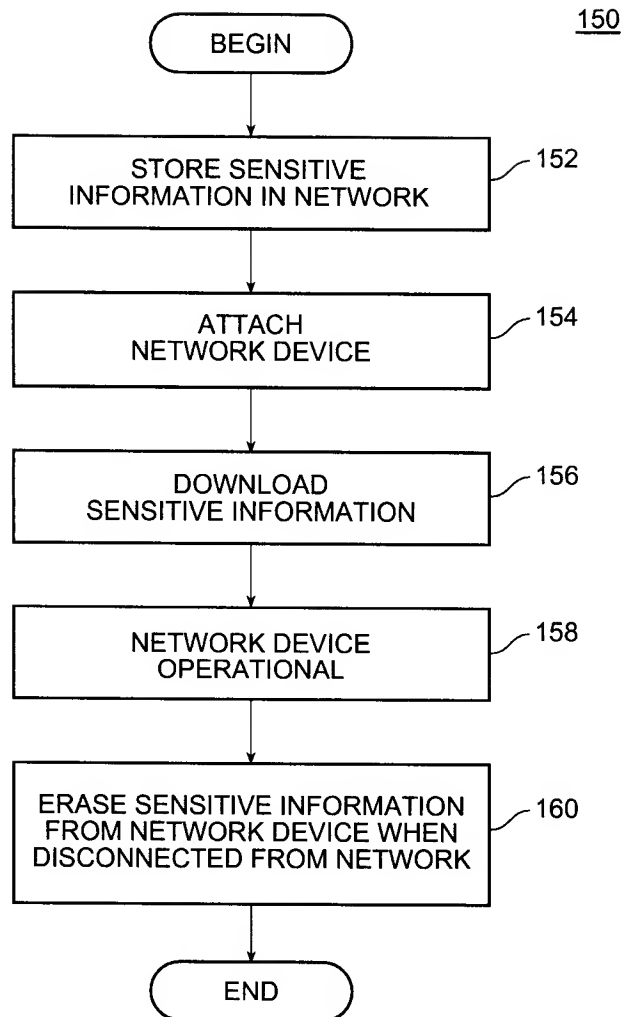 150
BEGIN
STORE SENSITIVE
INFORMATION IN NETWORK
152
ATTACH
NETWORK DEVICE
154
DOWNLOAD
SENSITIVE INFORMATION
156
NETWORK DEVICE
OPERATIONAL
158
ERASE SENSITIVE INFORMATION
FROM NETWORK DEVICE WHEN
DISCONNECTED FROM NETWORK
160
END